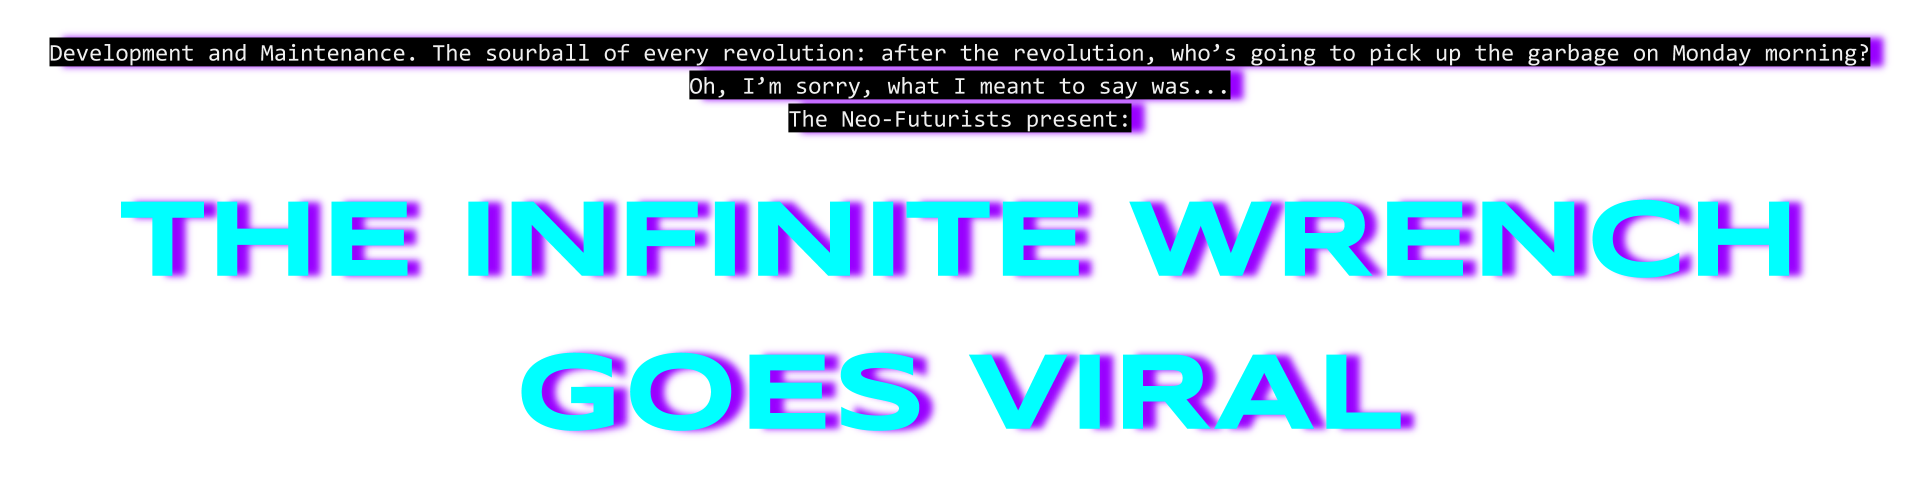 Development and Maintenance. The sourball of every revolution: after the revolution, who’s going to pick up the garbage on Monday morning?
Oh, I’m sorry, what I meant to say was...
The Neo-Futurists present:
THE INFINITE WRENCH
GOES VIRAL